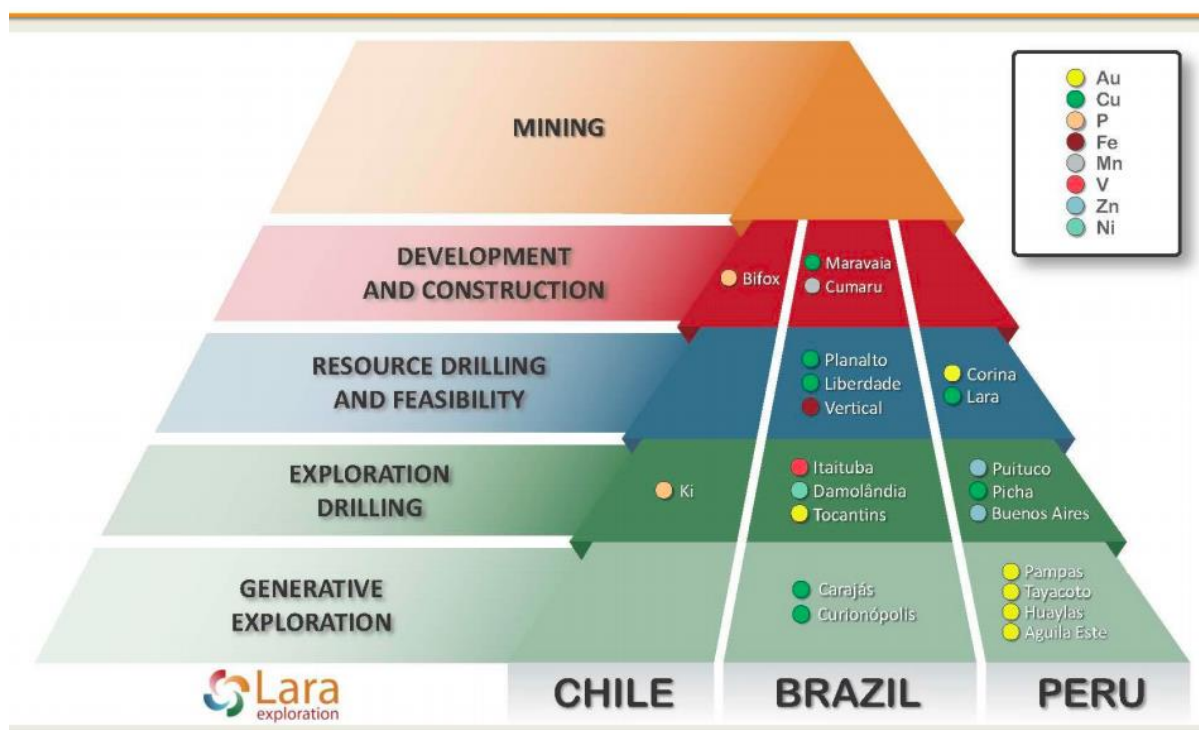 MINING
Au
Cu
P
Fe
Mn
V
Zn
Ni
DEVELOPMENT
AND CONSTRUCTION
Bifox
Maravaia
Cumaru
RESOURCE DRILLING
AND FEASIBILITY
Planalto
Liberdade
Vertical
Corina
Lara
EXPLORATION
DRILLING
Ki
Itaituba
Damolândia
Tocantins
Puituco
Picha
Buenos Aires
GENERATIVE
EXPLORATION
Carajás
Curionópolis
Pampas
Tayacoto
Huaylas
Aguila Este
Lara
exploration
CHILE
BRAZIL
PERU